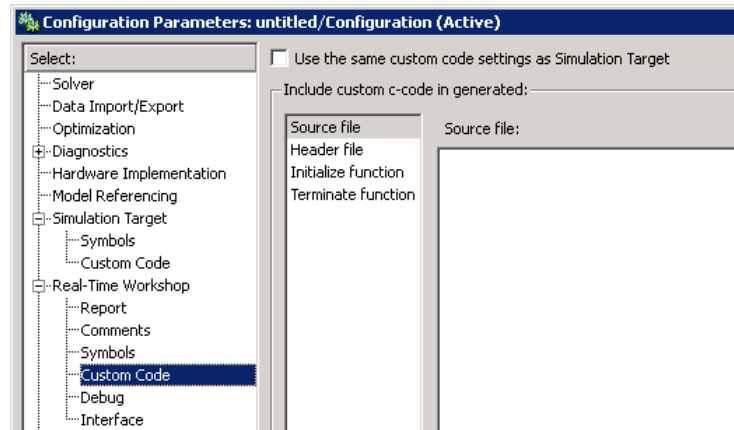 Configuration Parameters: untitled/Configuration (Active)
Select:
Solver
Data Import/Export
Optimization
Diagnostics
Hardware Implementation
Model Referencing
Simulation Target
Symbols
Custom Code
Real-Time Workshop
Report
Comments
Symbols
Custom Code
Debug
Interface
Use the same custom code settings as Simulation Target
Include custom c-code in generated:
Source file
Header file
Initialize function
Terminate function
Source file: